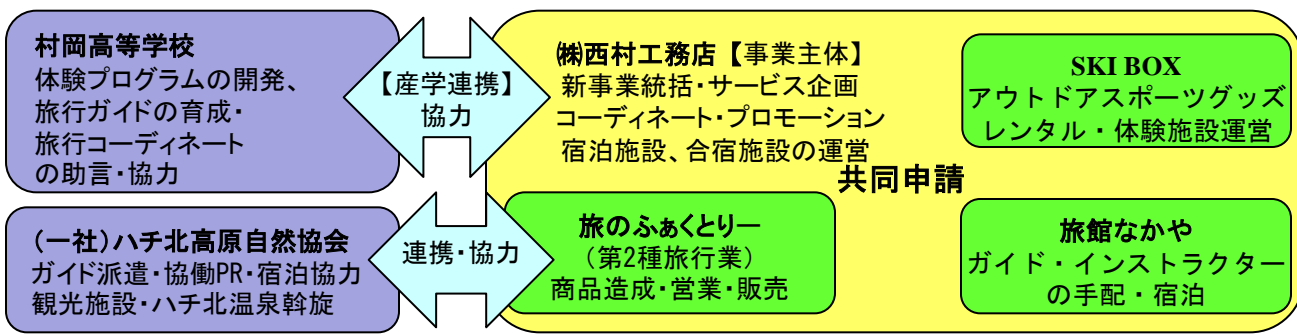 村岡高等学校
体験プログラムの開発、
旅行ガイドの育成・
旅行コーディネート
の助言・協力
【産学連携】
協力
㈱西村工務店【事業主体】
新事業統括・サービス企画
コーディネート・プロモーション
宿泊施設、合宿施設の運営
SKI BOX
アウトドアスポーツグッズ
レンタル・体験施設運営
共同申請
（一社）ハチ北高原自然協会
ガイド派遣・協働PR・宿泊協力
観光施設・ハチ北温泉斡旋
連携・協力
旅のふぁくとりー
（第2種旅行業）
商品造成・営業・販売
旅館なかや
ガイド・インストラクター
の手配・宿泊